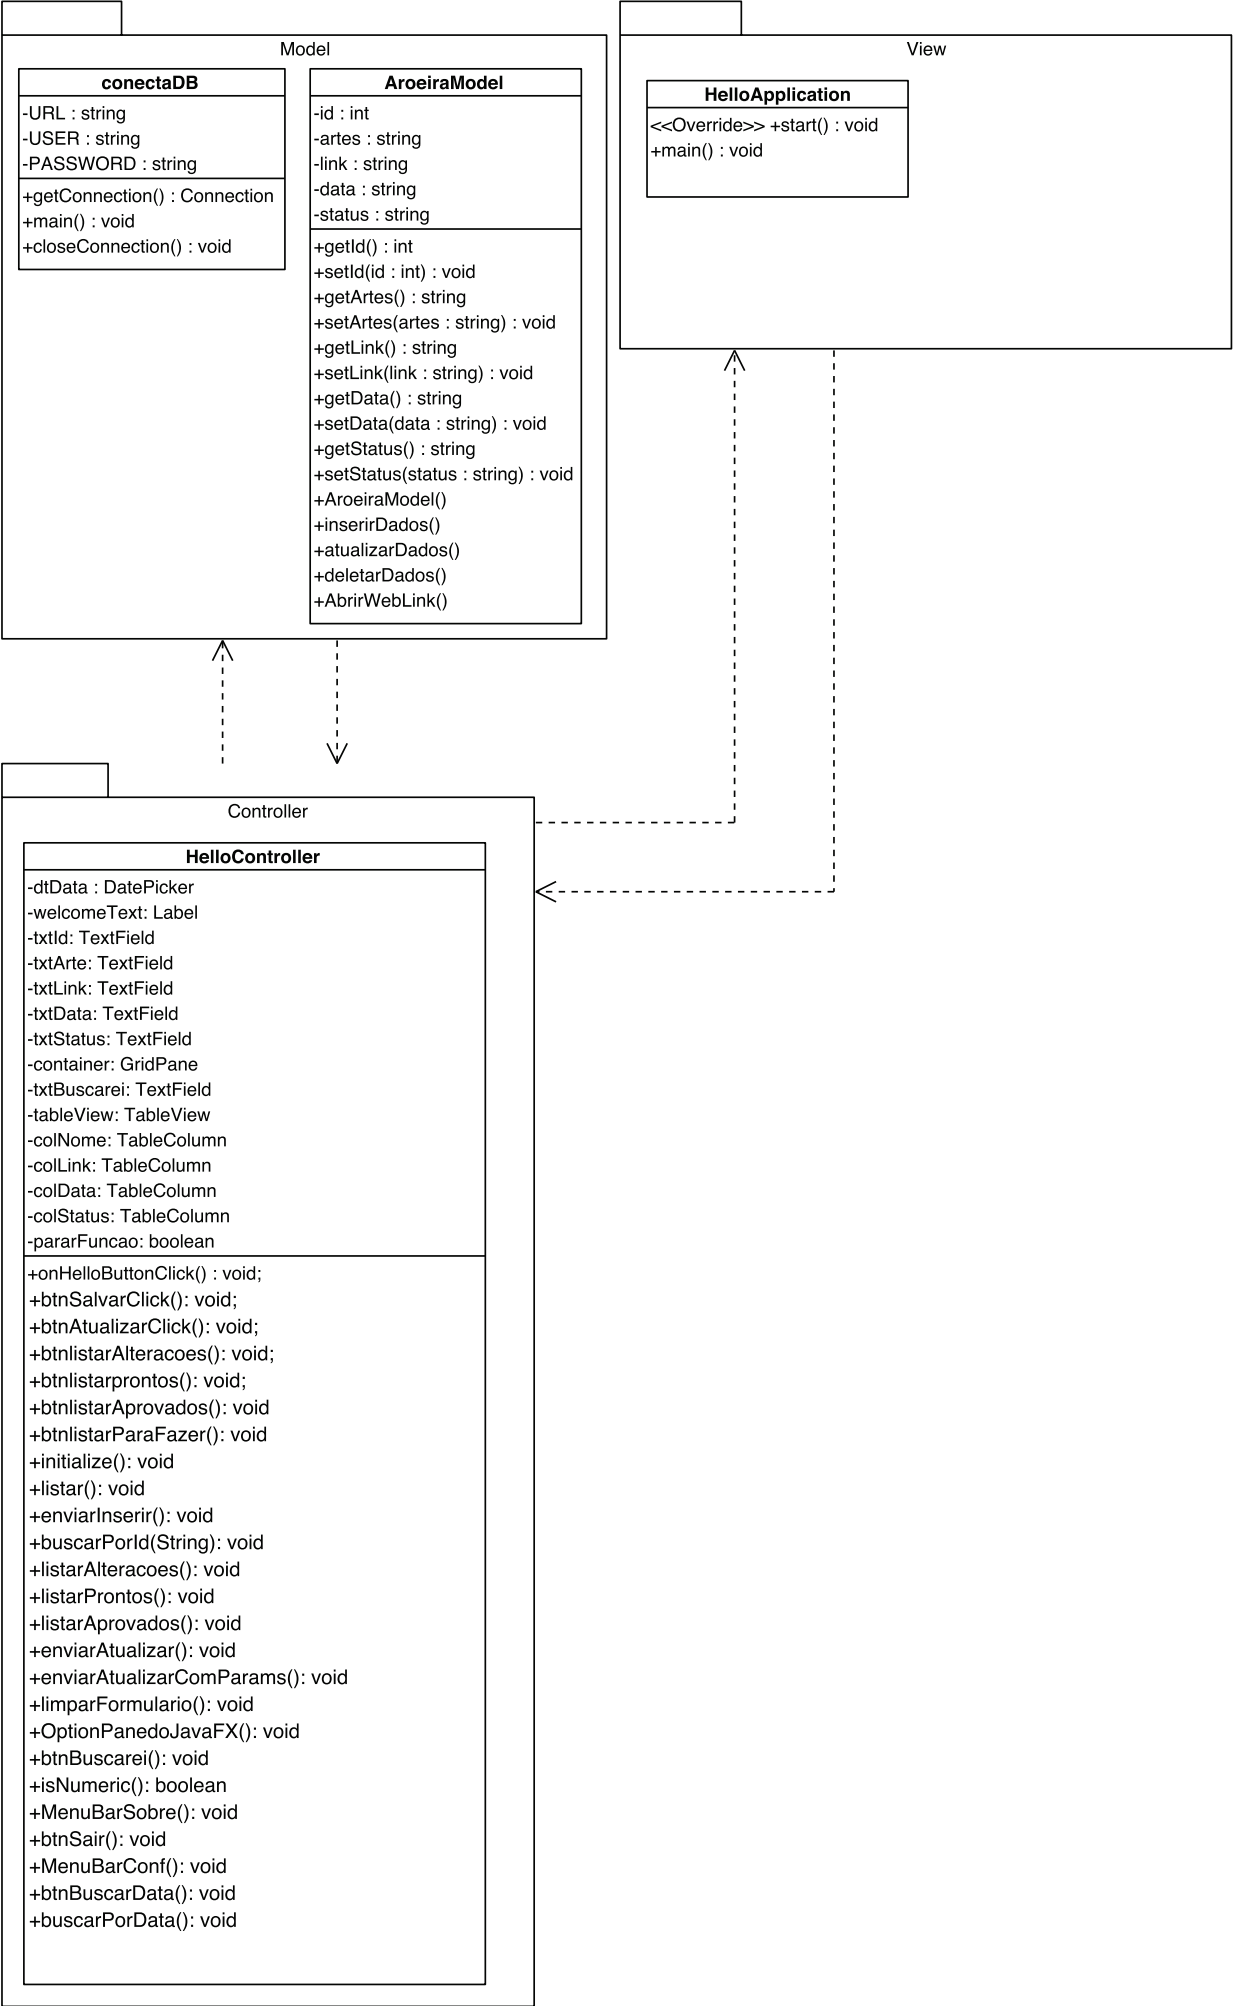 Model
conectaDB
-URL : string
-USER : string
-PASSWORD : string
+getConnection() : Connection
+main() : void
+closeConnection() : void
AroeiraModel
-id : int
-artes : string
-link : string
-data : string
-status : string
+getId() : int
+setId(id : int) : void
+getArtes() : string
+setArtes(artes : string) : void
+getLink() : string
+setLink(link : string) : void
+getData() : string
+setData(data : string) : void
+getStatus() : string
+setStatus(status : string) : void
+AroeiraModel()
+inserirDados()
+atualizarDados()
+deletarDados()
+AbrirWebLink()
View
HelloApplication
<<Override>> +start() : void
+main() : void
Controller
HelloController
-dtData : DatePicker
-welcomeText: Label
-txtId: TextField
-txtArte: TextField
-txtLink: TextField
-txtData: TextField
-txtStatus: TextField
-container: GridPane
-txtBuscarei: TextField
-tableView: TableView
-colNome: TableColumn
-colLink: TableColumn
-colData: TableColumn
-colStatus: TableColumn
-pararFuncao: boolean
+onHelloButtonClick() : void;
+btnSalvarClick(): void;
+btnAtualizarClick(): void;
+btnlistarAlteracoes(): void;
+btnlistarprontos(): void;
+btnlistarAprovados(): void
+btnlistarParaFazer(): void
+initialize(): void
+listar(): void
+enviarInserir(): void
+buscarPorId(String): void
+listarAlteracoes(): void
+listarProntos(): void
+listarAprovados(): void
+enviarAtualizar(): void
+enviarAtualizarComParams(): void
+limparFormulario(): void
+OptionPanedoJavaFX(): void
+btnBuscarei(): void
+isNumeric(): boolean
+MenuBarSobre(): void
+btnSair(): void
+MenuBarConf(): void
+btnBuscarData(): void
+buscarPorData(): void